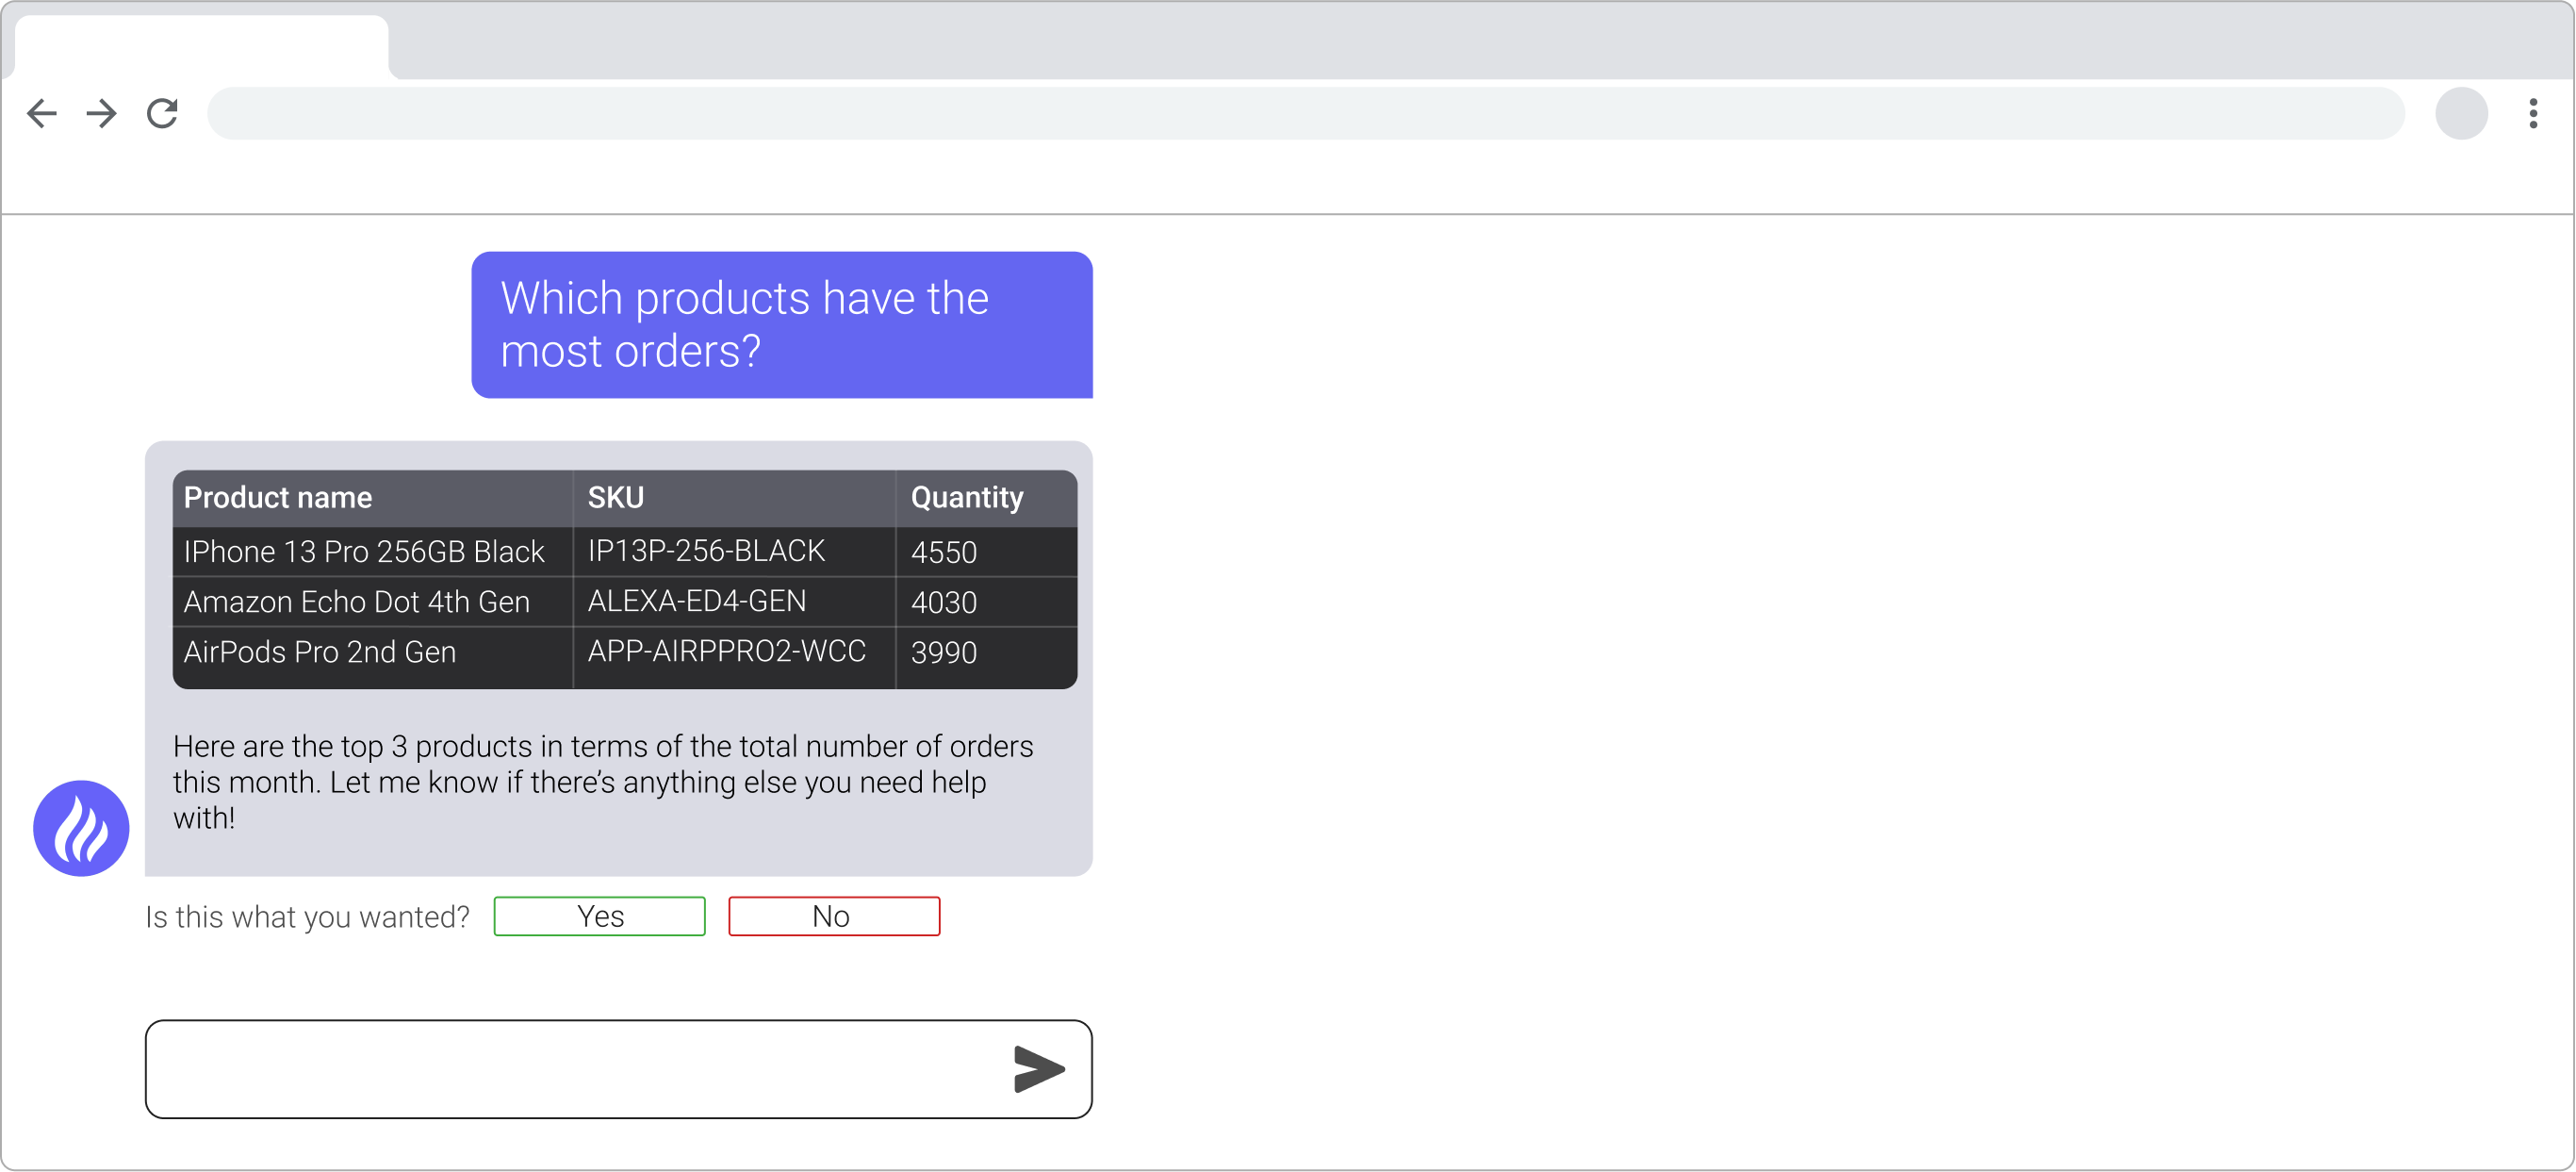 Which products have the
most orders?
Product name SKU Quantity
IPhone 13 Pro 256GB Black IP13P-256-BLACK 4550
Amazon Echo Dot 4th Gen ALEXA-ED4-GEN 4030
AirPods Pro 2nd Gen APP-AIRPPRO2-WCC 3990
Here are the top 3 products in terms of the total number of orders
this month. Let me know if there’s anything else you need help
with!
Is this what you wanted? Yes No